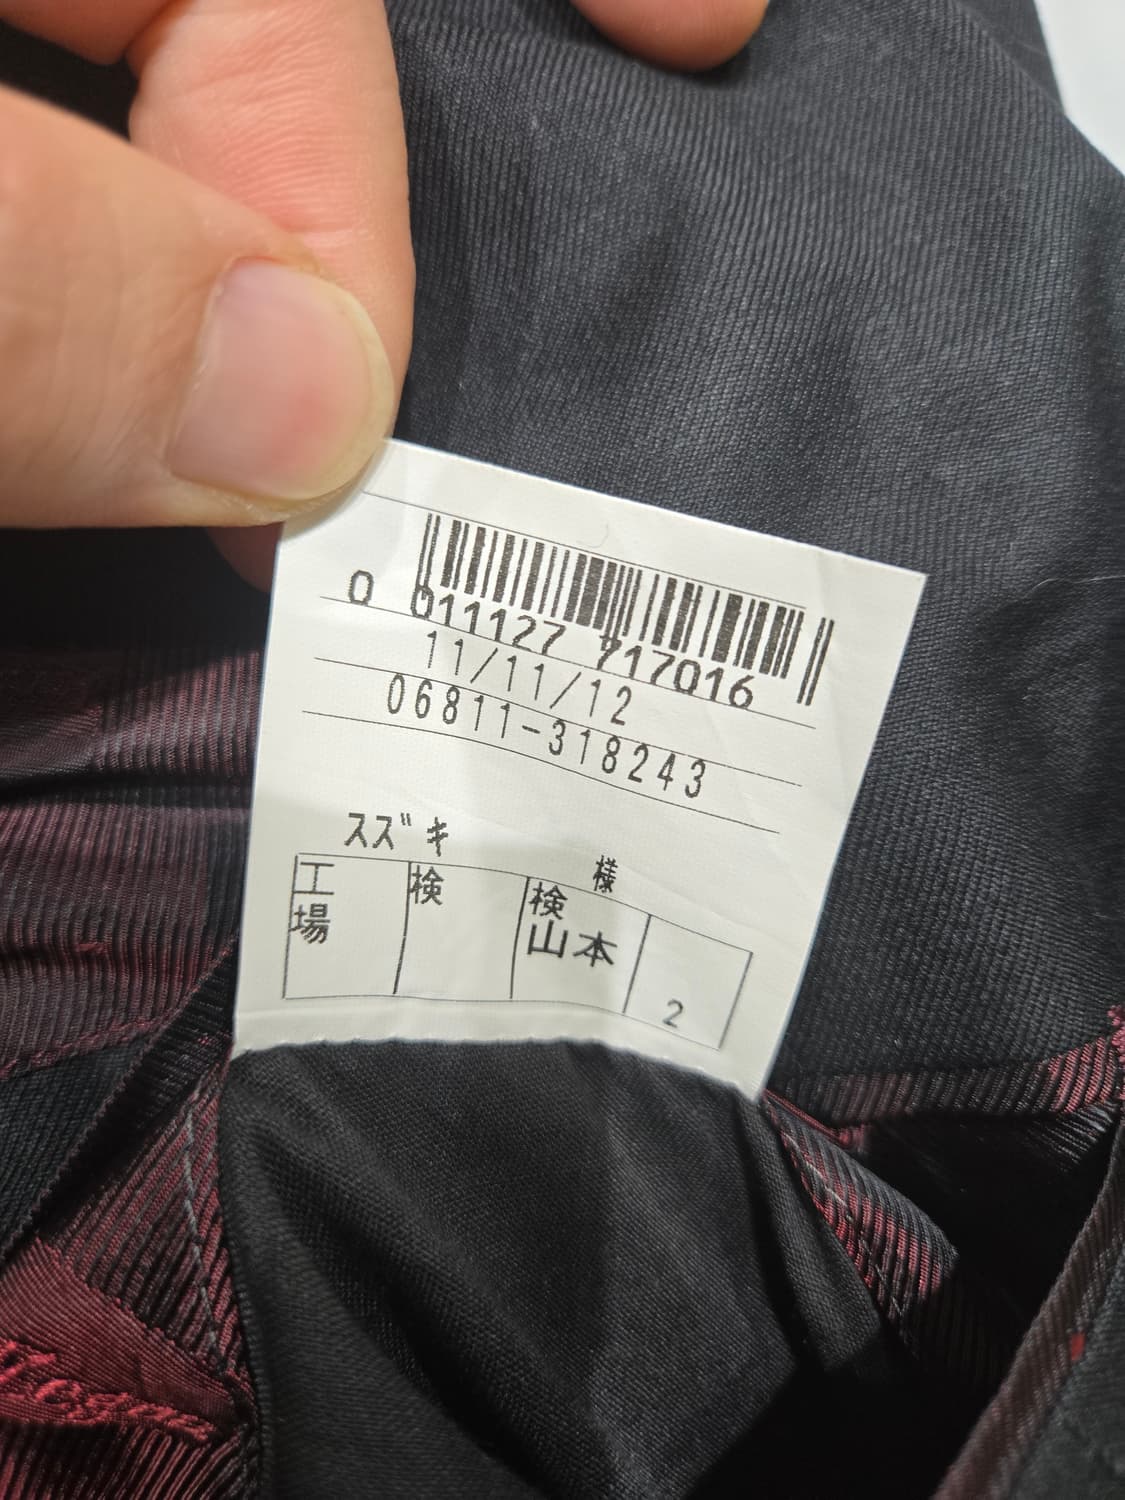 0 011127 717016
11/11/12
06811-318243
スズキ 様
工場 検 検
山本
2